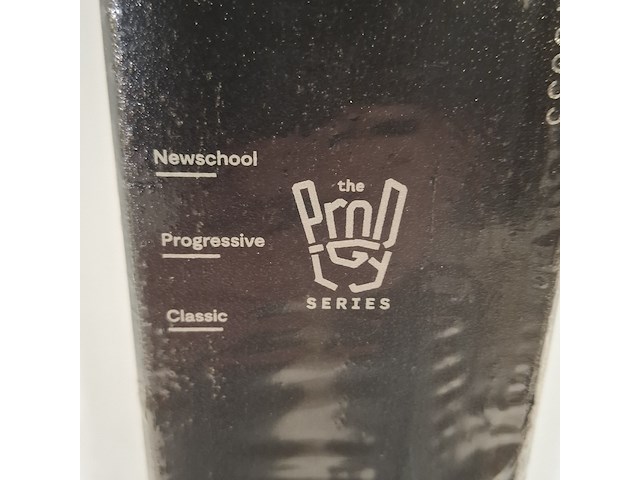 Newschool
Progressive
Classic
the
ProDiGy
SERIES